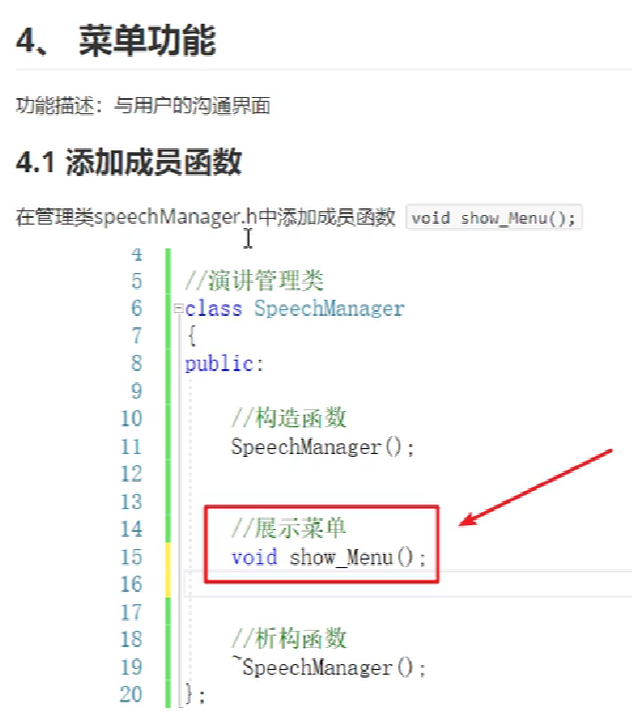 4、 菜单功能
功能描述：与用户的沟通界面
4.1 添加成员函数
在管理类speechManager.h中添加成员函数 void show_Menu();
4
5 //演讲管理类
6 class SpeechManager
7 {
8 public:
9
10 //构造函数
11 SpeechManager();
12
13
14 //展示菜单
15 void show_Menu();
16
17
18 //析构函数
19 ~SpeechManager();
20 };